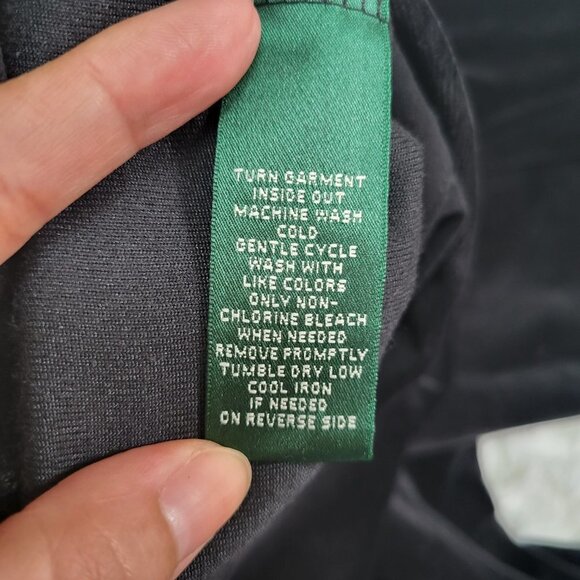 TURN GARMENT
INSIDE OUT
MACHINE WASH
COLD
GENTLE CYCLE
WASH WITH
LIKE COLORS
ONLY NON-
CHLORINE BLEACH
WHEN NEEDED
REMOVE PROMPTLY
TUMBLE DRY LOW
COOL IRON
IF NEEDED
ON REVERSE SIDE